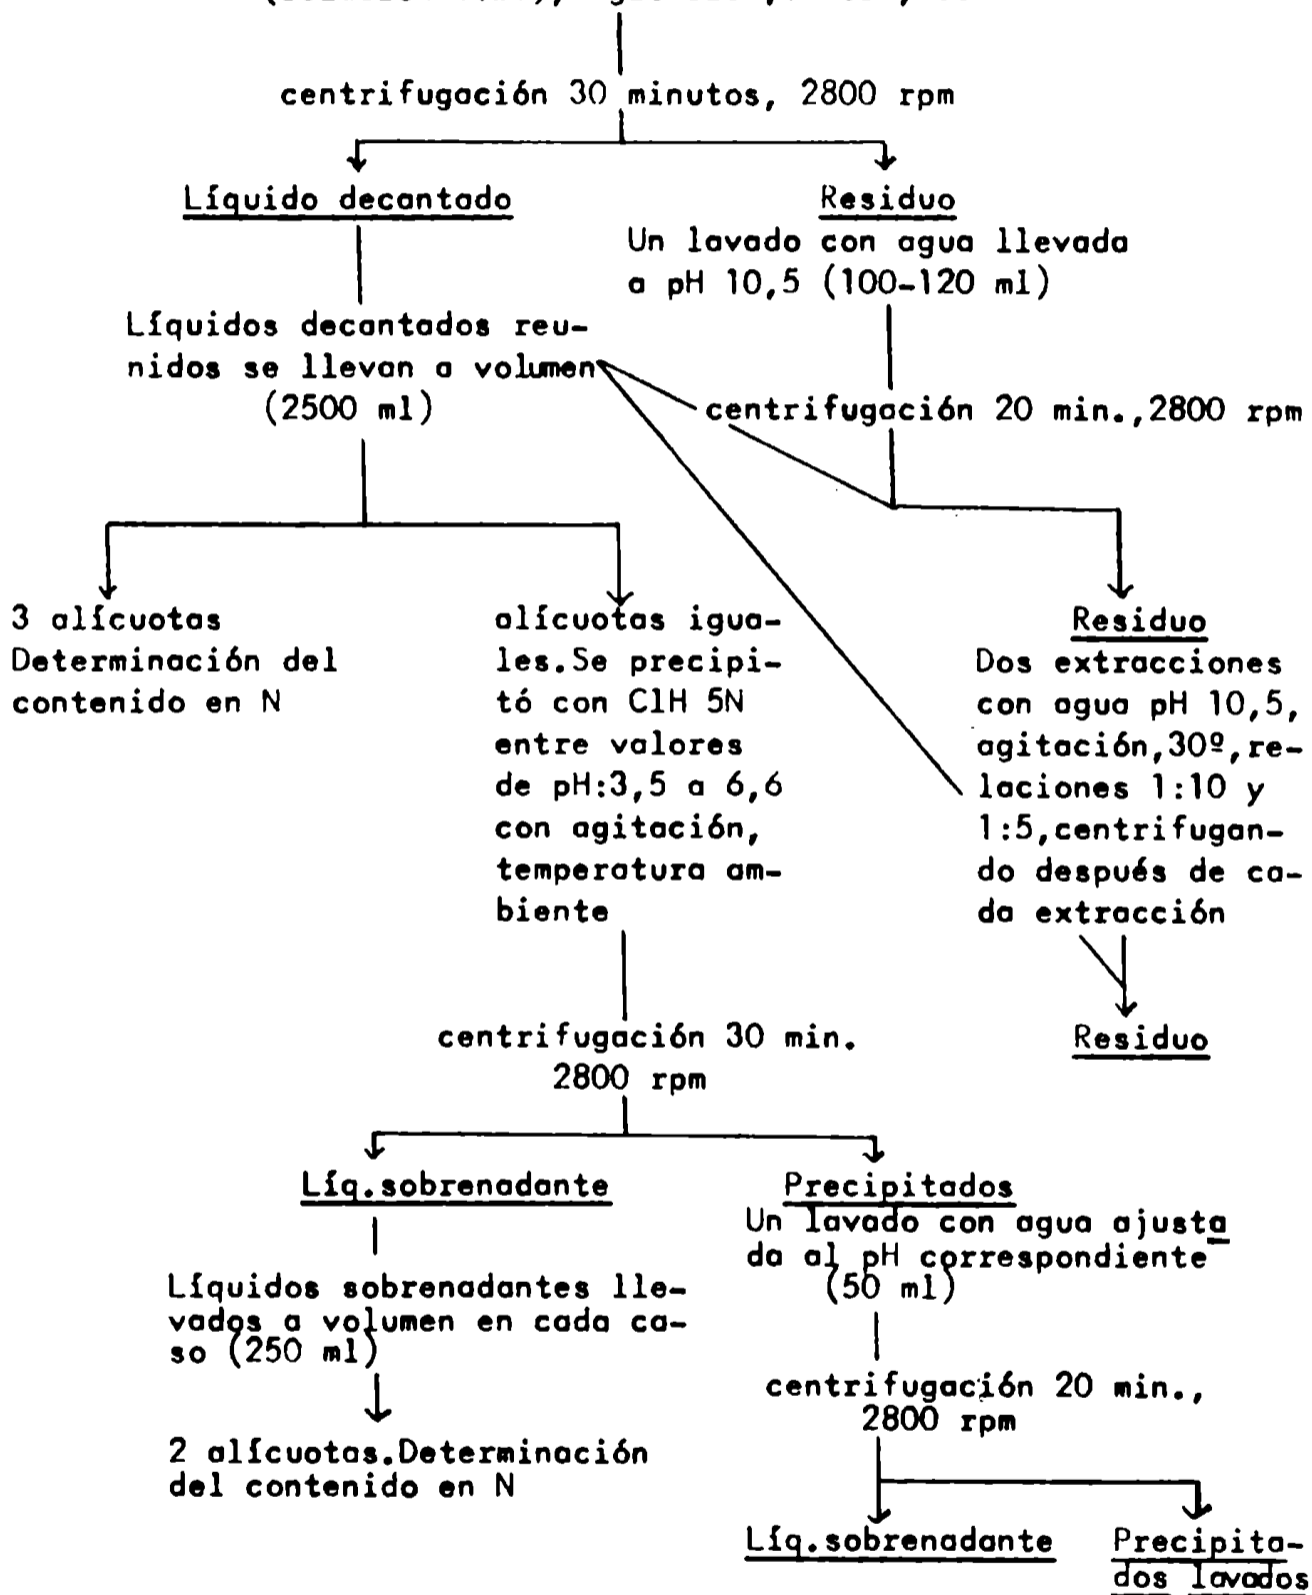 centrifugación 30 minutos, 2800 rpm
Líquido decantado
Residuo
Un lavado con agua llevada
a pH 10,5 (100-120 ml)
Líquidos decantados reu-
nidos se llevan a volumen
(2500 ml)
centrifugación 20 min.,2800 rpm
3 alícuotas
Determinación del
contenido en N
alícuotas igua-
les.Se precipi-
tó con ClH 5N
entre valores
de pH:3,5 a 6,6
con agitación,
temperatura am-
biente
Residuo
Dos extracciones
con agua pH 10,5,
agitación,30º,re-
laciones 1:10 y
1:5,centrifugan-
do después de ca-
da extracción
Residuo
centrifugación 30 min.
2800 rpm
Líq.sobrenadante
Líquidos sobrenadantes lle-
vados a volumen en cada ca-
so (250 ml)
2 alícuotas.Determinación
del contenido en N
Precipitados
Un lavado con agua ajusta
da al pH correspondiente
(50 ml)
centrifugación 20 min.,
2800 rpm
Líq.sobrenadante
Precipita-
dos lavados